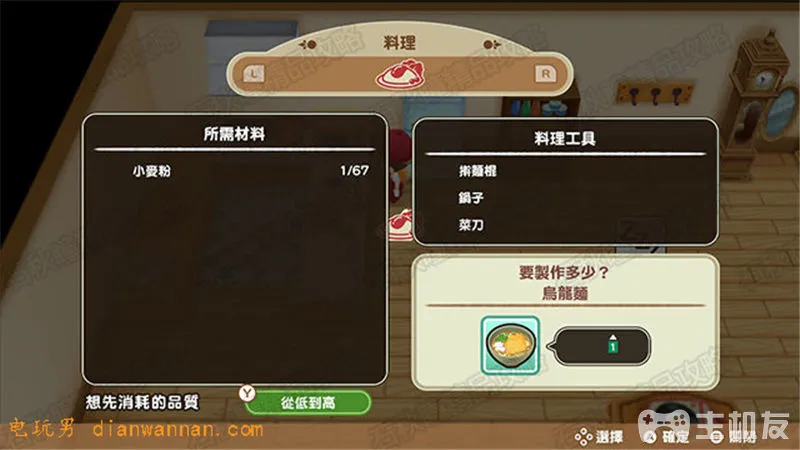 料理
L
R
所需材料
小麥粉 1/67
料理工具
擀麵棍
鍋子
菜刀
要製作多少？
烏龍麵
1
想先消耗的品質
Y
從低到高
电玩男 dianwannan.com
主机友
選擇 A 確定 B 關閉